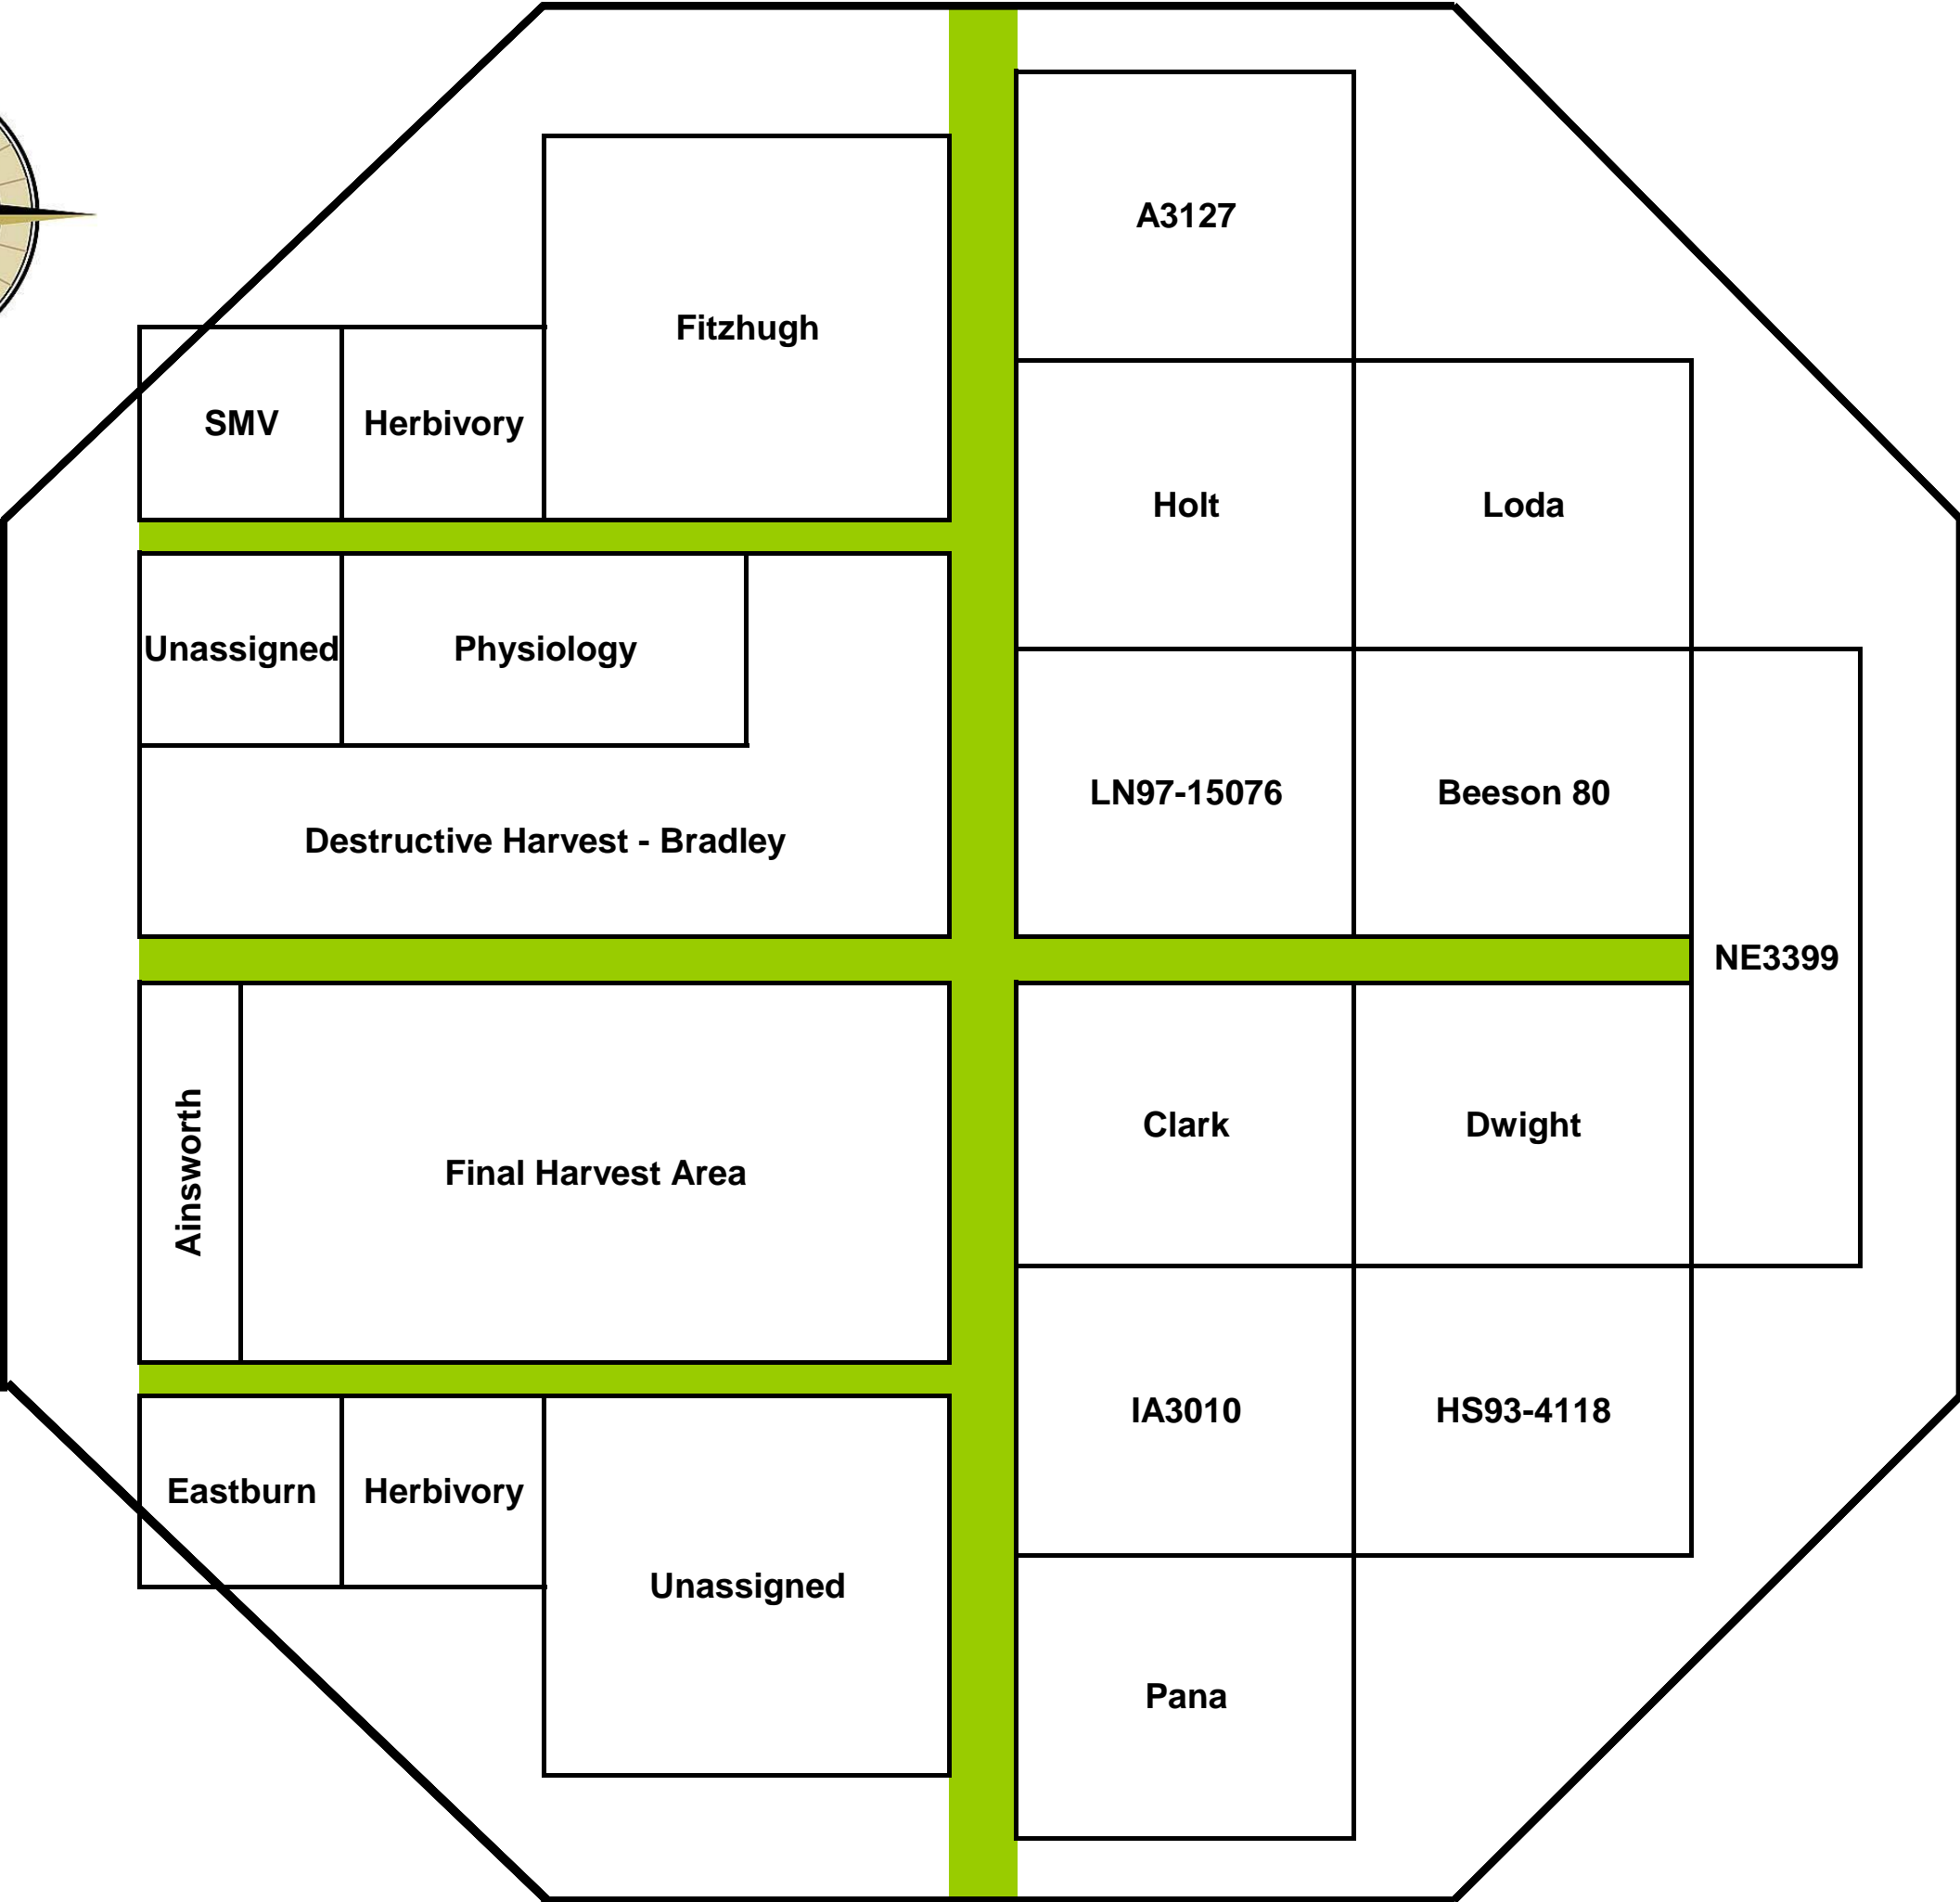 A3127
Fitzhugh
SMV
Herbivory
Holt
Loda
Unassigned
Physiology
LN97-15076
Beeson 80
Destructive Harvest - Bradley
NE3399
Clark
Dwight
Ainsworth
Final Harvest Area
IA3010
HS93-4118
Eastburn
Herbivory
Unassigned
Pana